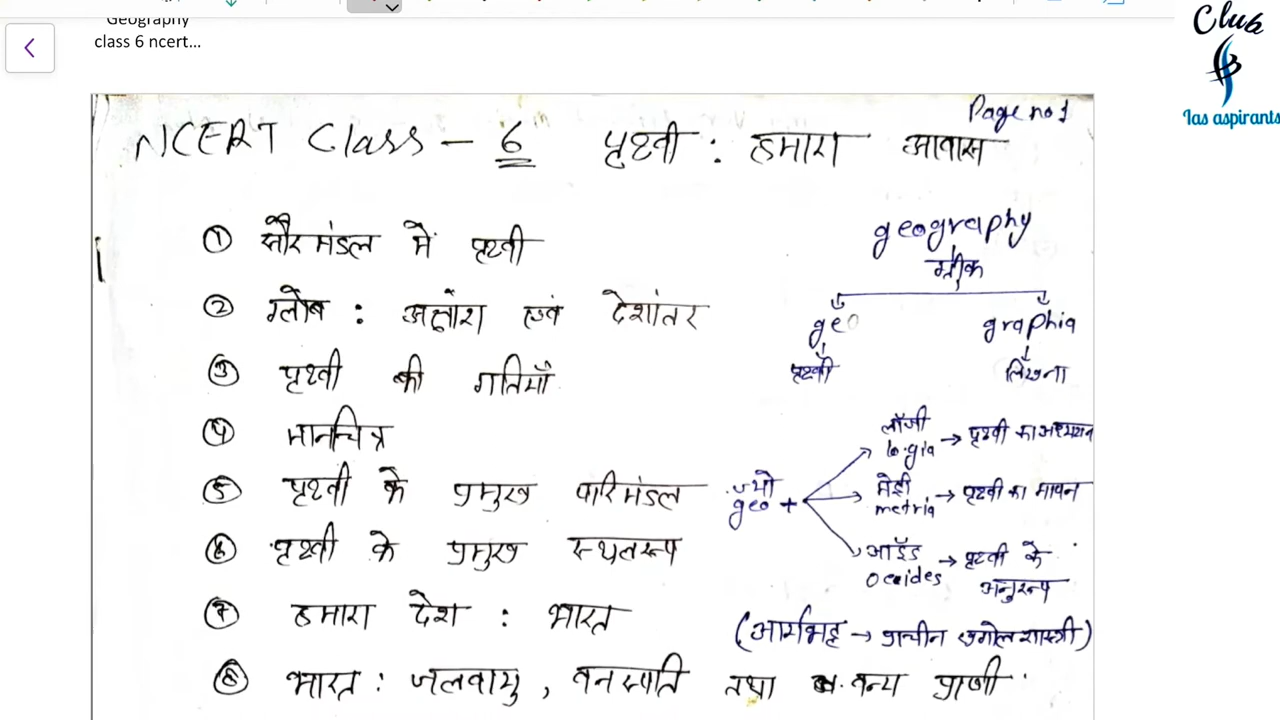 Geography
class 6 ncert...
Club
Ias aspirants
Page no 1
NCERT Class - 6 पृथ्वी : हमारा आवास
① सौरमंडल में पृथ्वी
② ग्लोब : अक्षांश एवं देशांतर
③ पृथ्वी की गतियाँ
④ मानचित्र
⑤ पृथ्वी के प्रमुख परिमंडल
⑥ पृथ्वी के प्रमुख स्थलरूप
⑦ हमारा देश : भारत
⑧ भारत : जलवायु , वनस्पति तथा वन्य प्राणी
geography
ग्रीक
geo graphia
पृथ्वी लिखना
लॉजी
logia → पृथ्वी का अध्ययन
ज्यो
geo +
मेट्री
metria → पृथ्वी का मापन
आॅइड
Oeides → पृथ्वी के
अनुरूप
(आर्यभट्ट → प्राचीन खगोलशास्त्री)